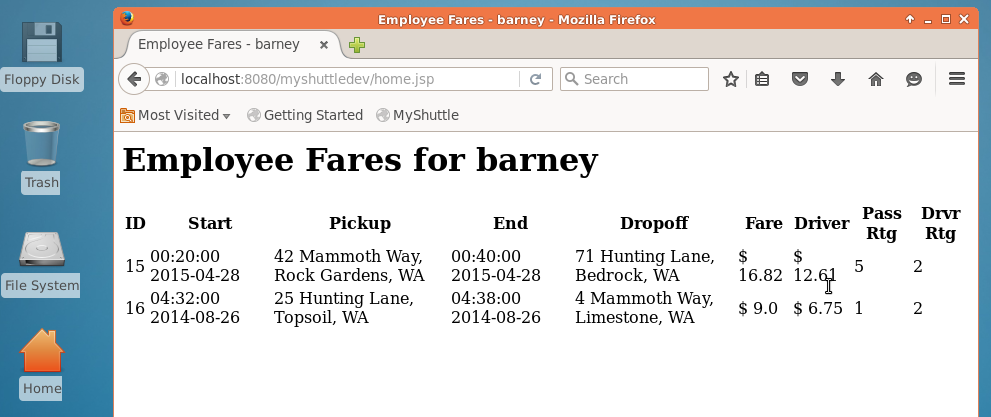 Employee Fares - barney - Mozilla Firefox
Employee Fares - barney
localhost:8080/myshuttledev/home.jsp
Search
Most Visited Getting Started MyShuttle
Floppy Disk
Trash
File System
Home
Employee Fares for barney
ID Start Pickup End Dropoff Fare Driver Pass Rtg Drvr Rtg
15 00:20:00 2015-04-28 42 Mammoth Way, Rock Gardens, WA 00:40:00 2015-04-28 71 Hunting Lane, Bedrock, WA $ 16.82 $ 12.61 5 2
16 04:32:00 2014-08-26 25 Hunting Lane, Topsoil, WA 04:38:00 2014-08-26 4 Mammoth Way, Limestone, WA $ 9.0 $ 6.75 1 2